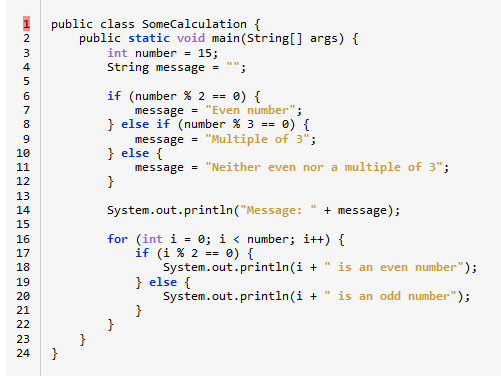 1 public class SomeCalculation {
2     public static void main(String[] args) {
3         int number = 15;
4         String message = "";
5
6         if (number % 2 == 0) {
7             message = "Even number";
8         } else if (number % 3 == 0) {
9             message = "Multiple of 3";
10         } else {
11             message = "Neither even nor a multiple of 3";
12         }
13
14         System.out.println("Message: " + message);
15
16         for (int i = 0; i < number; i++) {
17             if (i % 2 == 0) {
18                 System.out.println(i + " is an even number");
19             } else {
20                 System.out.println(i + " is an odd number");
21             }
22         }
23     }
24 }